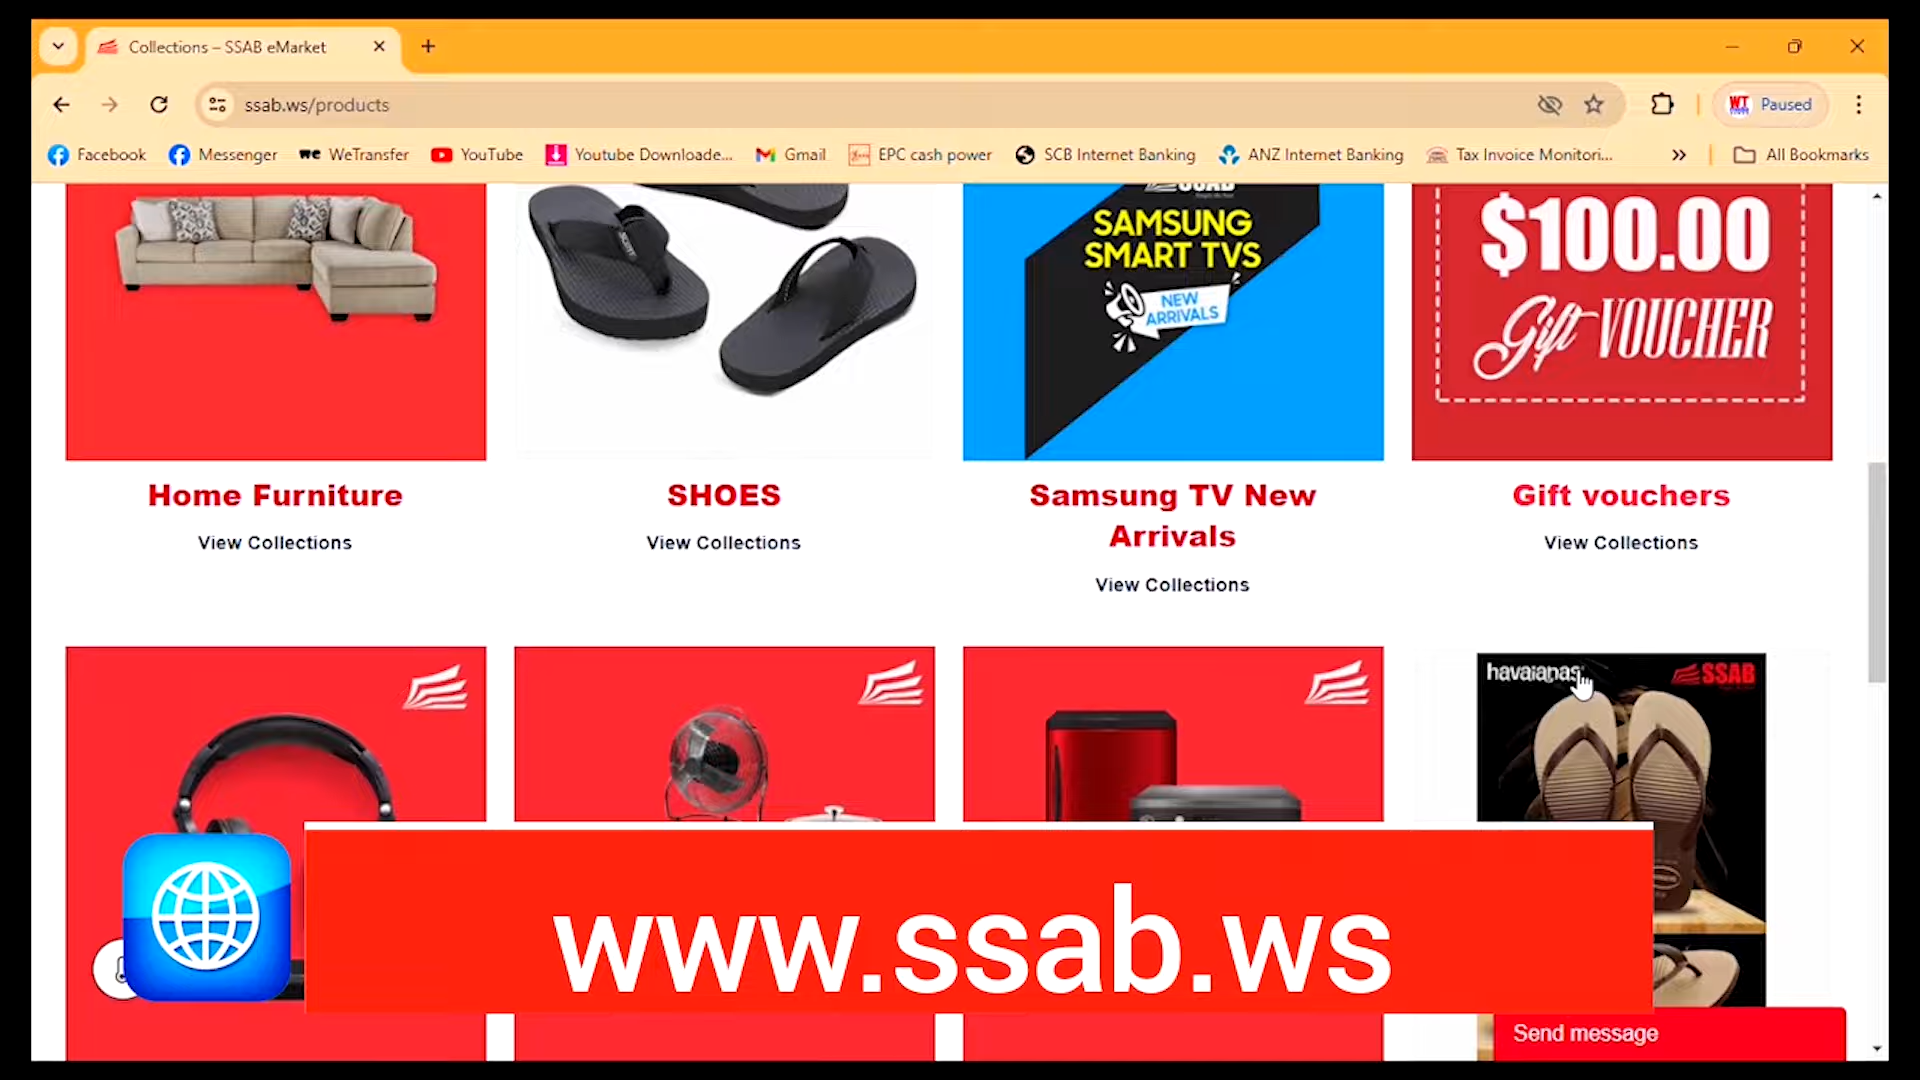 Collections – SSAB eMarket
ssab.ws/products
WT
Paused
Facebook
Messenger
we WeTransfer
YouTube
Youtube Downloade...
Gmail
EPC cash power
SCB Internet Banking
ANZ Internet Banking
Tax Invoice Monitori...
All Bookmarks
SSAB
SAMSUNG
SMART TVS
NEW
ARRIVALS
$100.00
Gift VOUCHER
Home Furniture
View Collections
SHOES
View Collections
Samsung TV New
Arrivals
View Collections
Gift vouchers
View Collections
havaianas
SSAB
www.ssab.ws
Send message